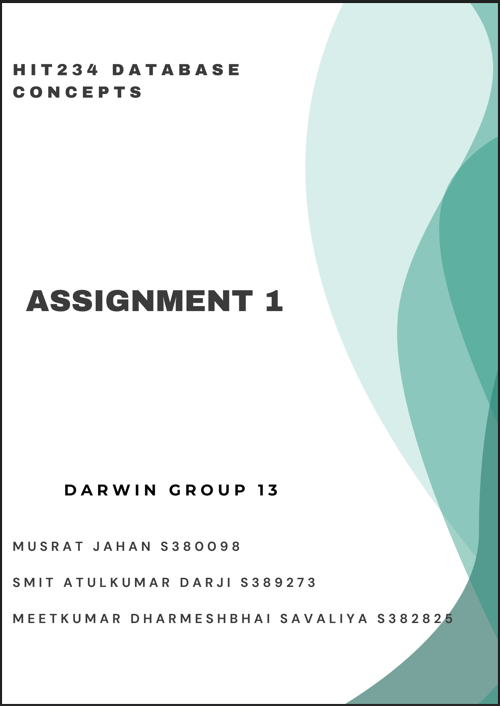 HIT234 DATABASE
CONCEPTS
ASSIGNMENT 1
DARWIN GROUP 13
MUSRAT JAHAN S380098
SMIT ATULKUMAR DARJI S389273
MEETKUMAR DHARMESHBHAI SAVALIYA S382825